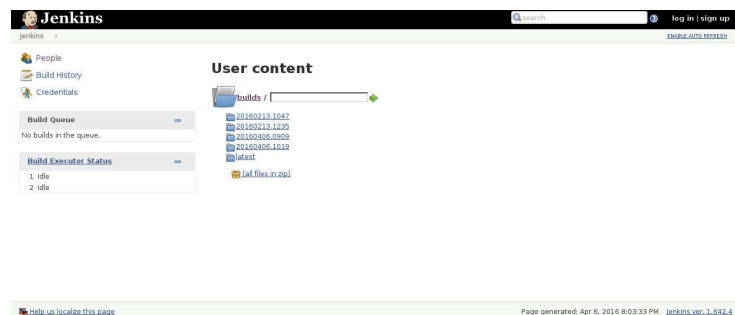 Jenkins
search
log in | sign up
Jenkins
ENABLE AUTO REFRESH
People
Build History
Credentials
Build Queue
No builds in the queue.
Build Executor Status
1 Idle
2 Idle
User content
builds /
20160213.1047
20160213.1235
20160406.0909
20160406.1019
latest
(all files in zip)
Help us localize this page
Page generated: Apr 6, 2016 8:03:33 PM Jenkins ver. 1.642.4